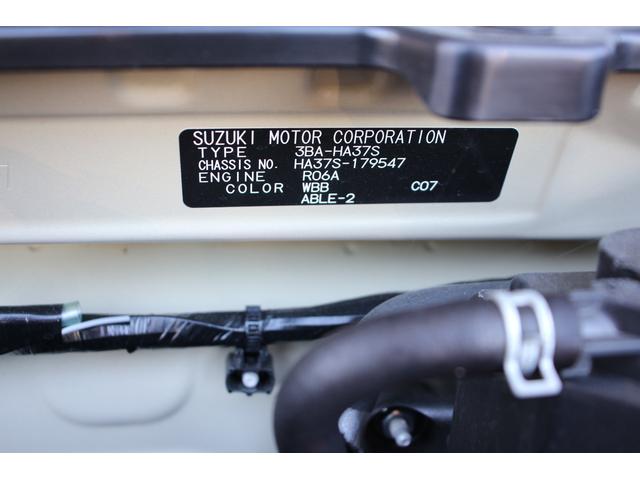 SUZUKI MOTOR CORPORATION
TYPE 3BA-HA37S
CHASSIS NO. HA37S-179547
ENGINE R06A
COLOR WBB C07
ABLE-2